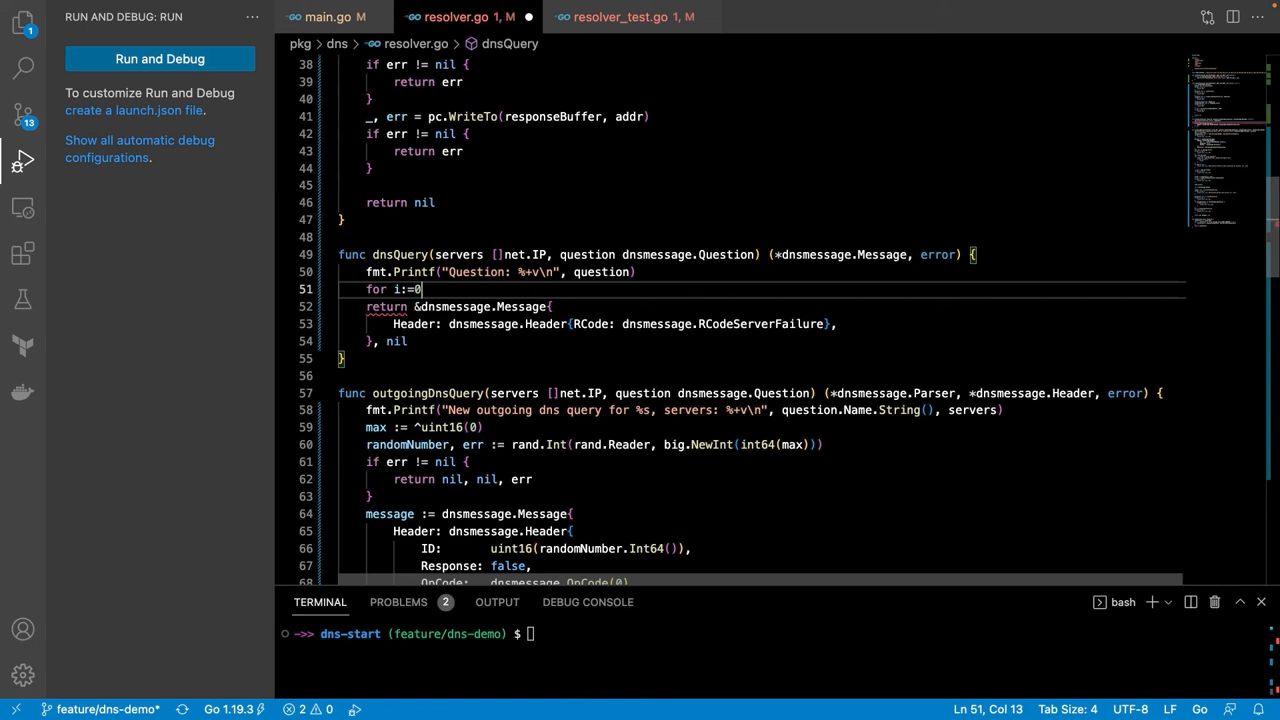 RUN AND DEBUG: RUN
Run and Debug
To customize Run and Debug
create a launch.json file.
Show all automatic debug
configurations.
1
13
main.go M
resolver.go 1, M
resolver_test.go 1, M
pkg > dns > resolver.go > dnsQuery
38 if err != nil {
39 return err
40 }
41 _, err = pc.WriteTo(responseBuffer, addr)
42 if err != nil {
43 return err
44 }
45
46 return nil
47 }
48
49 func dnsQuery(servers []net.IP, question dnsmessage.Question) (*dnsmessage.Message, error) {
50 fmt.Printf("Question: %+v\n", question)
51 for i:=0
52 return &dnsmessage.Message{
53 Header: dnsmessage.Header{RCode: dnsmessage.RCodeServerFailure},
54 }, nil
55 }
56
57 func outgoingDnsQuery(servers []net.IP, question dnsmessage.Question) (*dnsmessage.Parser, *dnsmessage.Header, error) {
58 fmt.Printf("New outgoing dns query for %s, servers: %+v\n", question.Name.String(), servers)
59 max := ^uint16(0)
60 randomNumber, err := rand.Int(rand.Reader, big.NewInt(int64(max)))
61 if err != nil {
62 return nil, nil, err
63 }
64 message := dnsmessage.Message{
65 Header: dnsmessage.Header{
66 ID: uint16(randomNumber.Int64()),
67 Response: false,
68 OpCode: dnsmessage.OpCode(0)
TERMINAL PROBLEMS 2 OUTPUT DEBUG CONSOLE
bash
->> dns-start (feature/dns-demo) $
feature/dns-demo* Go 1.19.3 2 0
Ln 51, Col 13 Tab Size: 4 UTF-8 LF Go